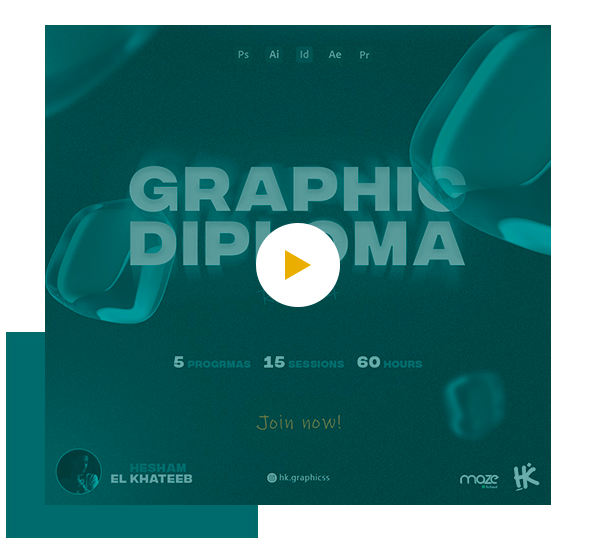 Ps Ai Id Ae Pr
GRAPHIC
DIPLOMA
5 PROGRMAS 15 SESSIONS 60 HOURS
Join now!
HESHAM
EL KHATEEB
hk.graphicss
maze
HK